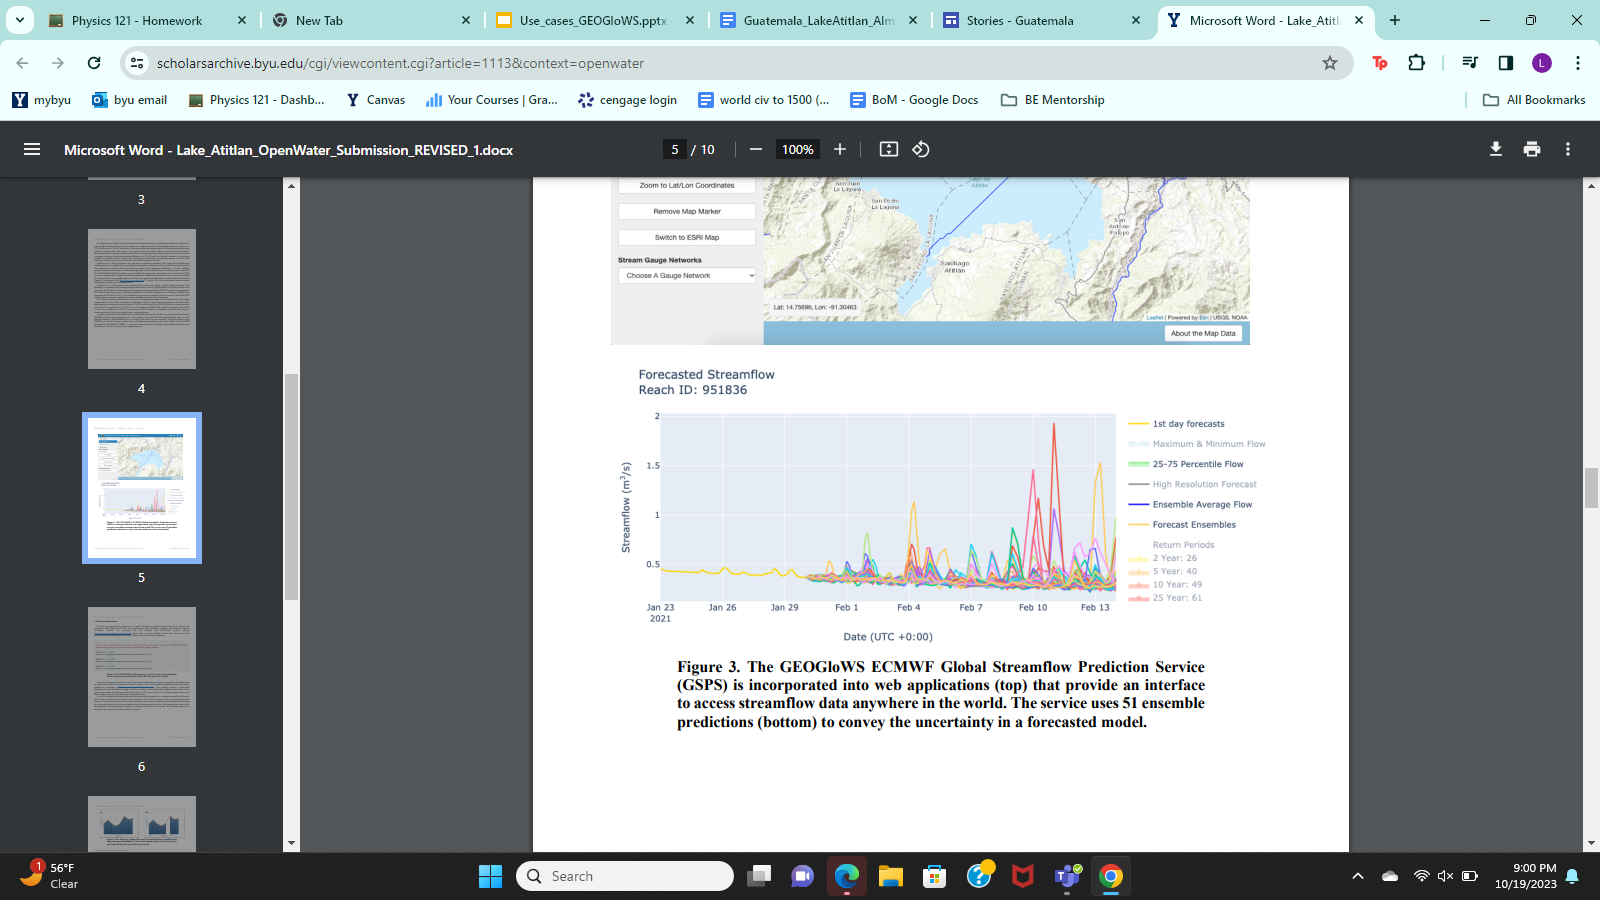 Physics 121 - Homework
New Tab
Use_cases_GEOGloWS.pptx
Guatemala_LakeAtitlan_Alm
Stories - Guatemala
Microsoft Word - Lake_Atitl
scholarsarchive.byu.edu/cgi/viewcontent.cgi?article=1113&context=openwater
Tp
L
mybyu
byu email
Physics 121 - Dashb...
Canvas
Your Courses | Gra...
cengage login
world civ to 1500 (...
BoM - Google Docs
BE Mentorship
All Bookmarks
Microsoft Word - Lake_Atitlan_OpenWater_Submission_REVISED_1.docx
5 / 10
100%
3
4
5
6
Zoom to Lat/Lon Coordinates
Remove Map Marker
Switch to ESRI Map
Stream Gauge Networks
Choose A Gauge Network
San Juan
La Laguna
San Pedro
La Laguna
Atitlán
San
Antonio
Palopó
Santiago
Atitlán
Lat: 14.75696, Lon: -91.30463
Leaflet | Powered by Esri | USGS, NOAA
About the Map Data
Forecasted Streamflow
Reach ID: 951836
2
1.5
1
0.5
Streamflow (m³/s)
Jan 23
2021
Jan 26
Jan 29
Feb 1
Feb 4
Feb 7
Feb 10
Feb 13
Date (UTC +0:00)
1st day forecasts
Maximum & Minimum Flow
25-75 Percentile Flow
High Resolution Forecast
Ensemble Average Flow
Forecast Ensembles
Return Periods
2 Year: 26
5 Year: 40
10 Year: 49
25 Year: 61
Figure 3. The GEOGloWS ECMWF Global Streamflow Prediction Service
(GSPS) is incorporated into web applications (top) that provide an interface
to access streamflow data anywhere in the world. The service uses 51 ensemble
predictions (bottom) to convey the uncertainty in a forecasted model.
1
56°F
Clear
Search
9:00 PM
10/19/2023